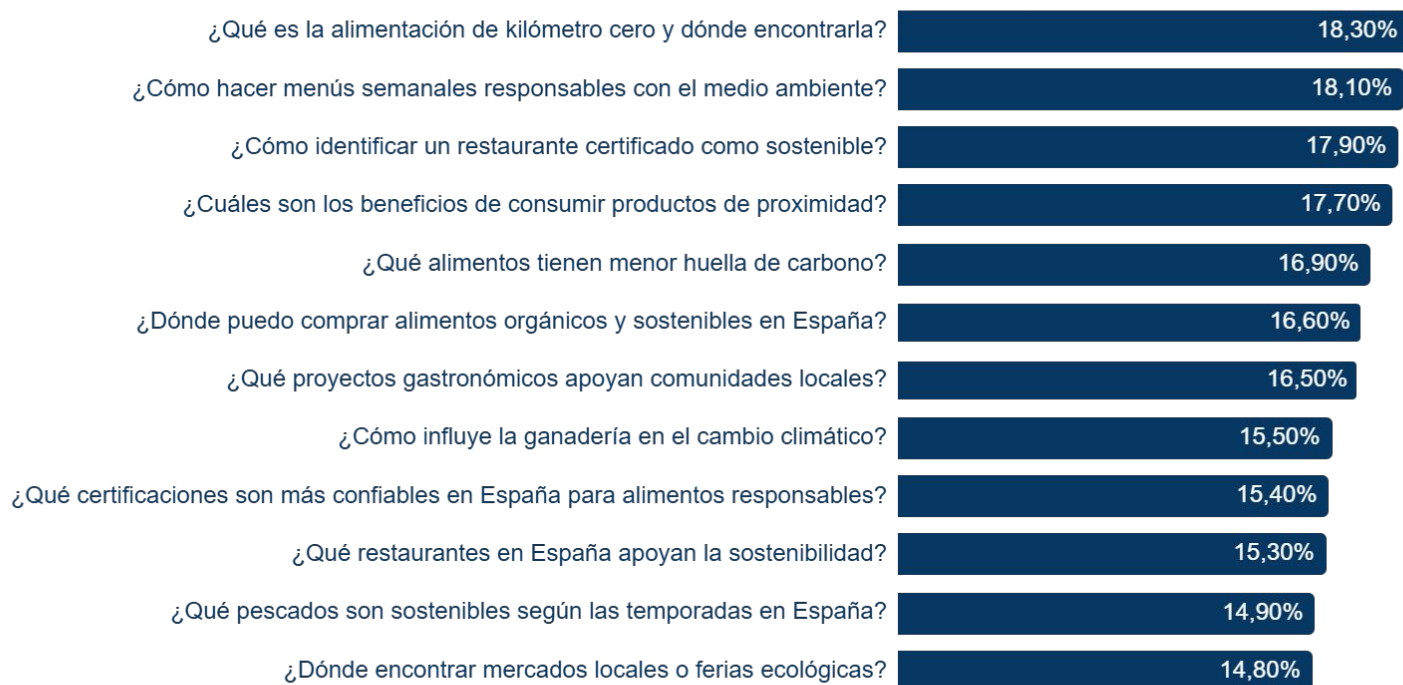 ¿Qué es la alimentación de kilómetro cero y dónde encontrarla? 18,30%
¿Cómo hacer menús semanales responsables con el medio ambiente? 18,10%
¿Cómo identificar un restaurante certificado como sostenible? 17,90%
¿Cuáles son los beneficios de consumir productos de proximidad? 17,70%
¿Qué alimentos tienen menor huella de carbono? 16,90%
¿Dónde puedo comprar alimentos orgánicos y sostenibles en España? 16,60%
¿Qué proyectos gastronómicos apoyan comunidades locales? 16,50%
¿Cómo influye la ganadería en el cambio climático? 15,50%
¿Qué certificaciones son más confiables en España para alimentos responsables? 15,40%
¿Qué restaurantes en España apoyan la sostenibilidad? 15,30%
¿Qué pescados son sostenibles según las temporadas en España? 14,90%
¿Dónde encontrar mercados locales o ferias ecológicas? 14,80%